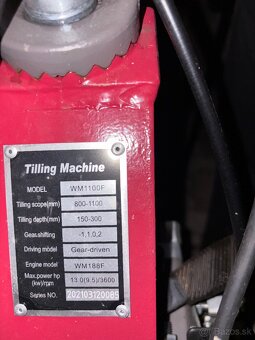 Tilling Machine
MODEL WM1100F
Tilling scope(mm) 800-1100
Tilling depth(mm) 150-300
Gear.shifting -1,1,0,2
Driving model Gear-driven
Engine model WM188F
Max.power hp (kw)/rpm 13.0(9.5)/3600
Series NO. 202103120085
Bazos.sk